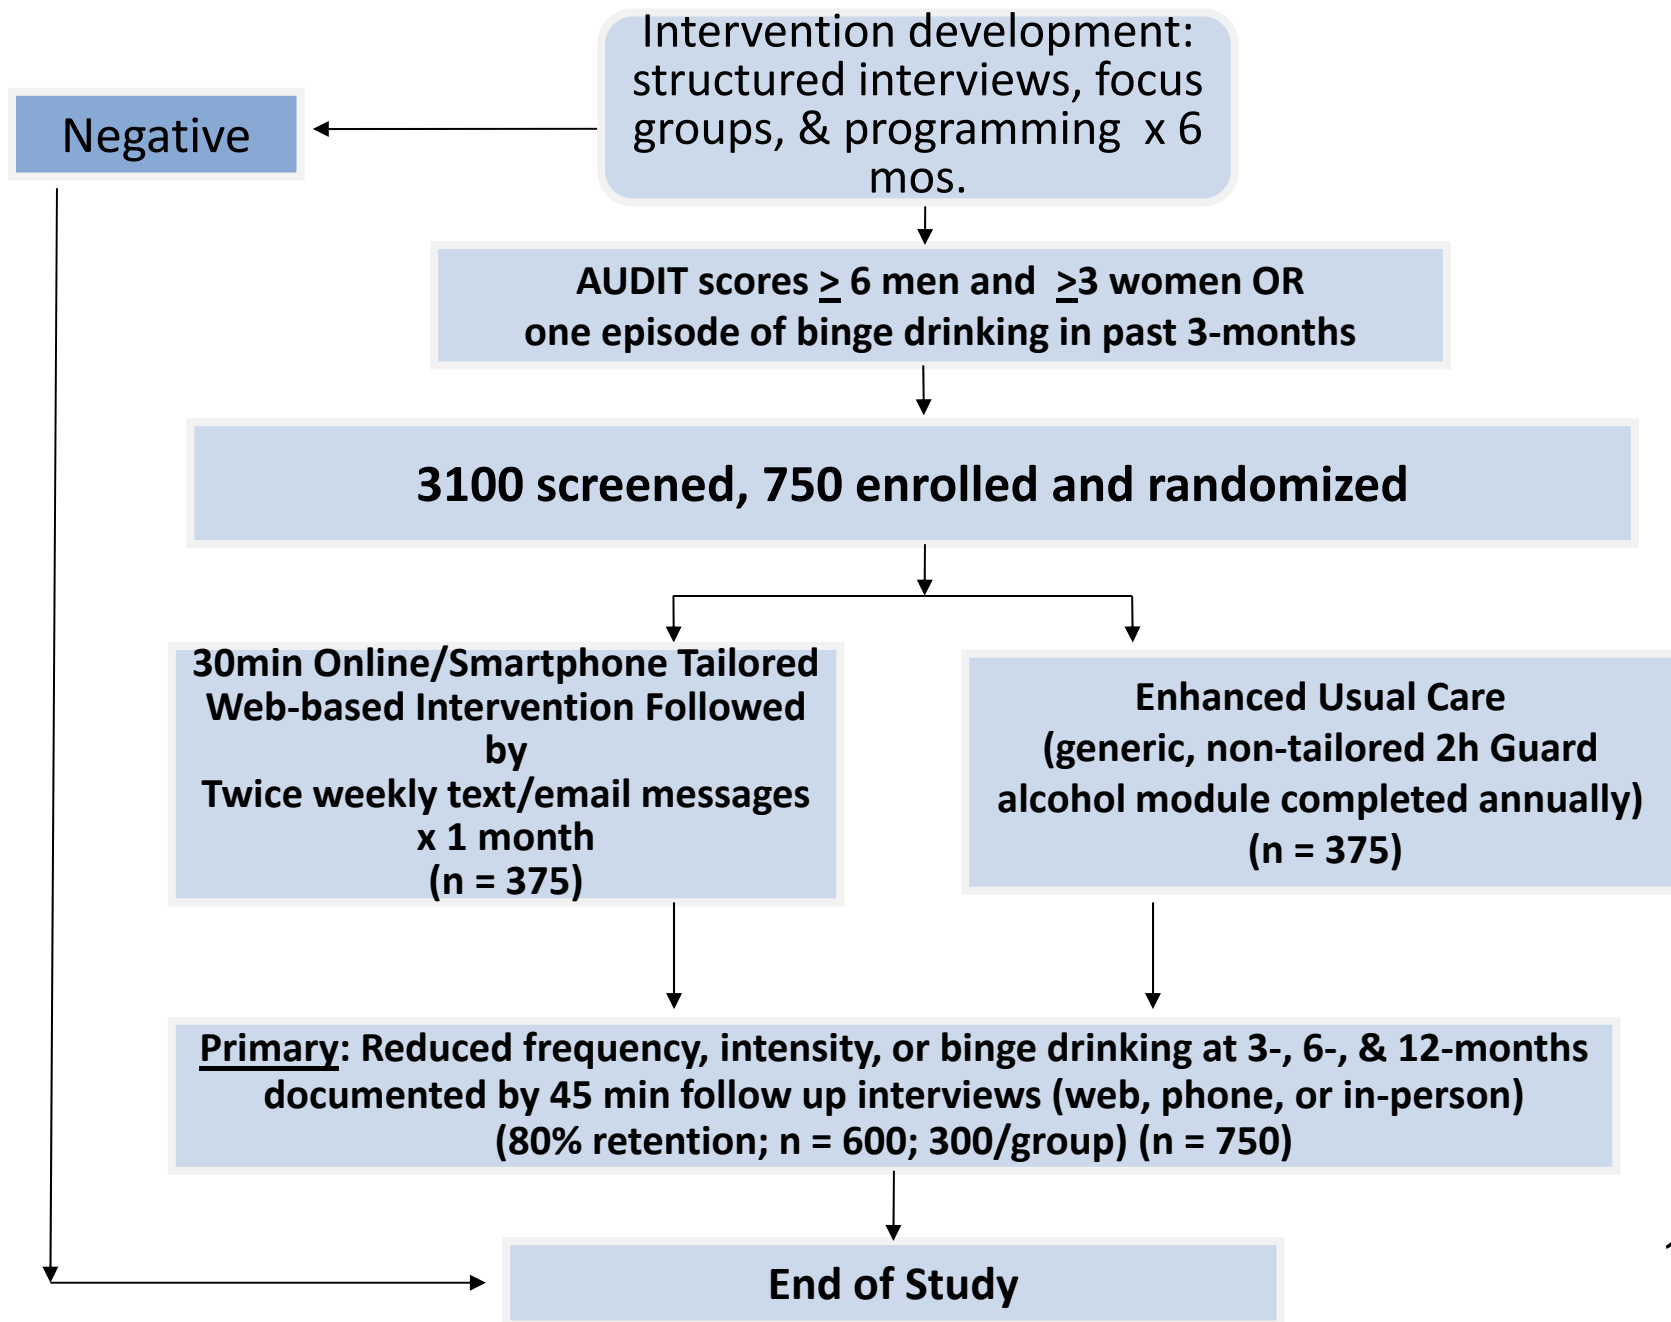 Intervention development:
structured interviews, focus
groups, & programming  x 6
mos.
Negative
AUDIT scores ≥ 6 men and  ≥3 women OR
one episode of binge drinking in past 3-months
3100 screened, 750 enrolled and randomized
30min Online/Smartphone Tailored
Web-based Intervention Followed
by
Twice weekly text/email messages
x 1 month
(n = 375)
Enhanced Usual Care
(generic, non-tailored 2h Guard
alcohol module completed annually)
(n = 375)
Primary: Reduced frequency, intensity, or binge drinking at 3-, 6-, & 12-months
documented by 45 min follow up interviews (web, phone, or in-person)
(80% retention; n = 600; 300/group) (n = 750)
End of Study